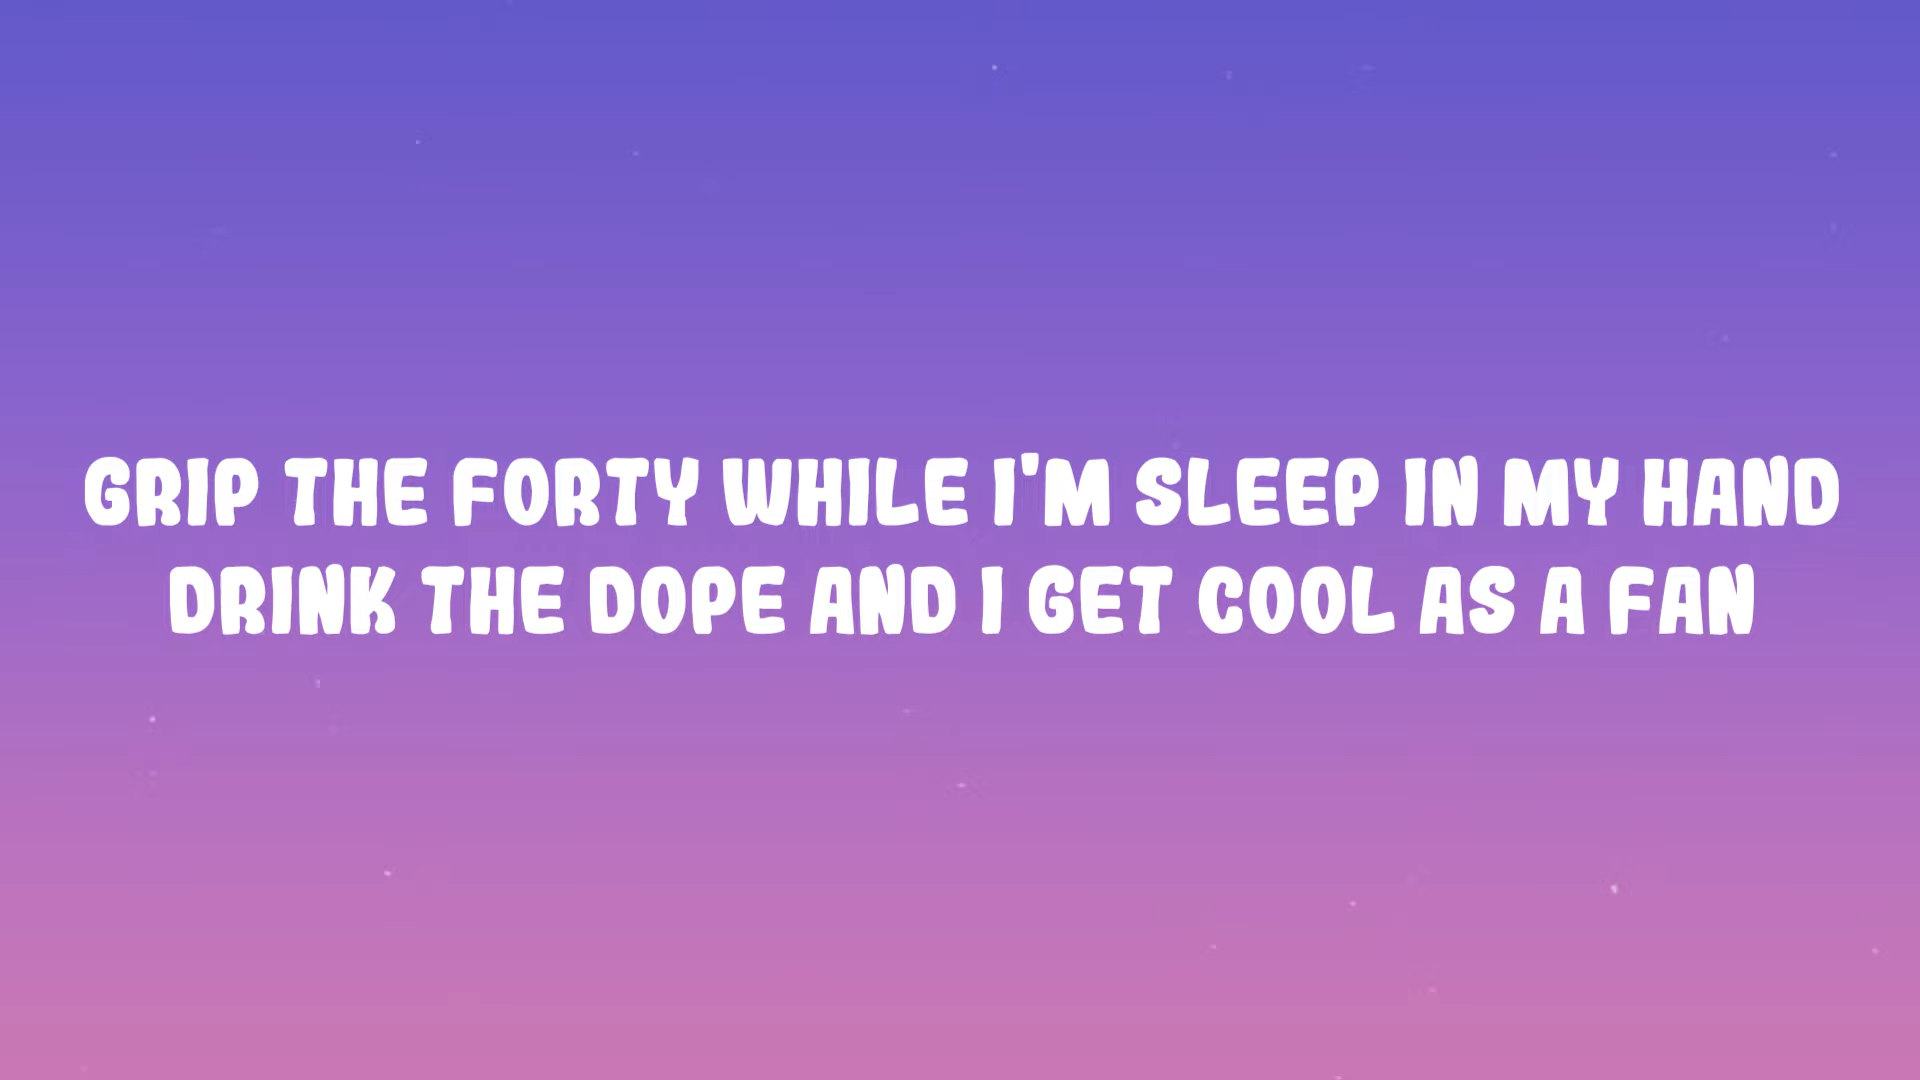 GRIP THE FORTY WHILE I'M SLEEP IN MY HAND
DRINK THE DOPE AND I GET COOL AS A FAN